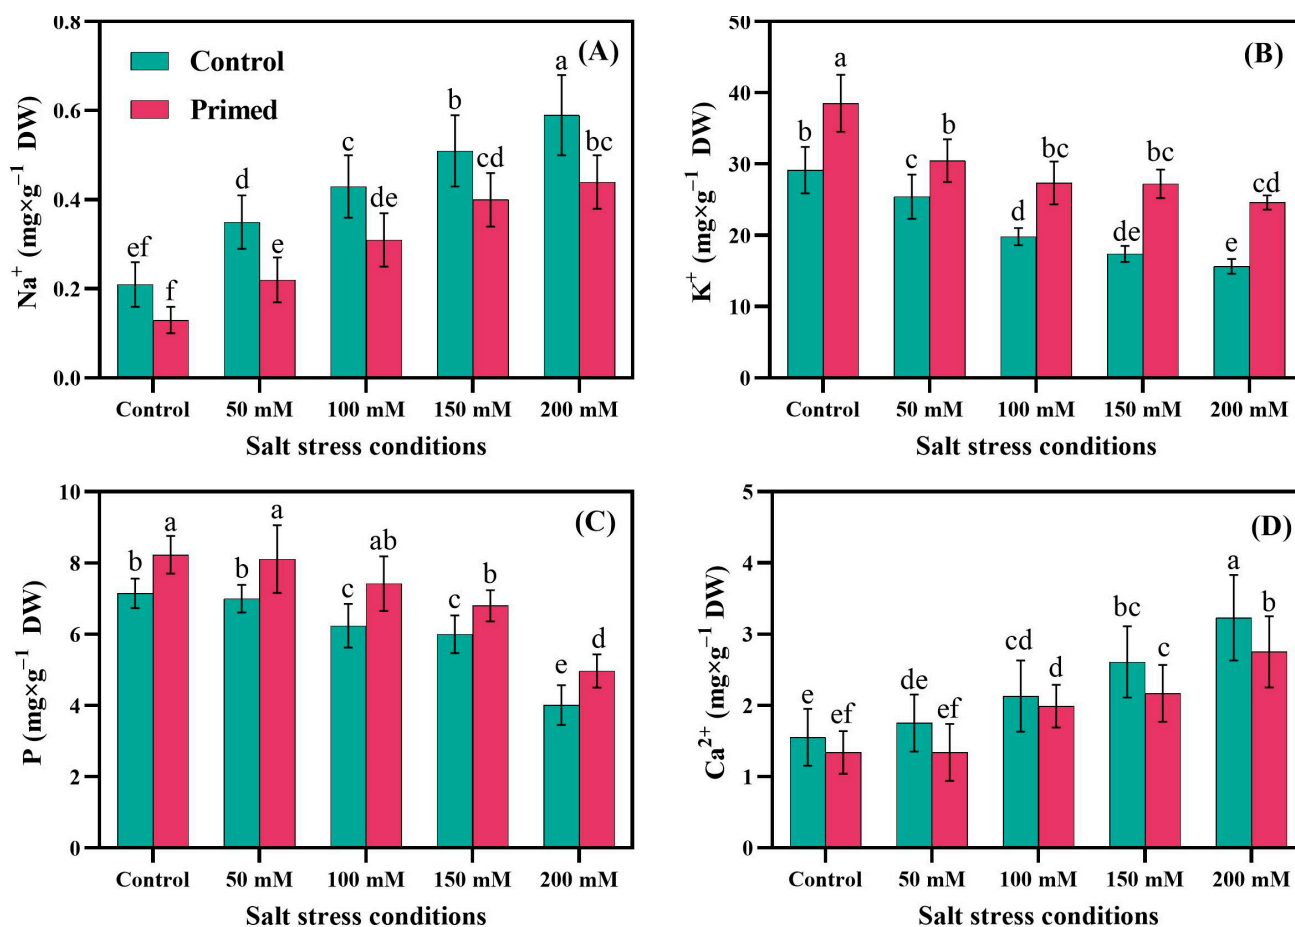 0.8
0.6
0.4
0.2
0.0
Na⁺ (mg×g⁻¹ DW)
Control
Primed
(A)
ef
f
d
e
c
de
b
cd
a
bc
Control 50 mM 100 mM 150 mM 200 mM
Salt stress conditions
50
40
30
20
10
0
K⁺ (mg×g⁻¹ DW)
(B)
b
a
c
b
d
bc
de
bc
e
cd
Control 50 mM 100 mM 150 mM 200 mM
Salt stress conditions
10
8
6
4
2
0
P (mg×g⁻¹ DW)
(C)
b
a
b
a
c
ab
c
b
e
d
Control 50 mM 100 mM 150 mM 200 mM
Salt stress conditions
5
4
3
2
1
0
Ca²⁺ (mg×g⁻¹ DW)
(D)
e
ef
de
ef
cd
d
bc
c
a
b
Control 50 mM 100 mM 150 mM 200 mM
Salt stress conditions